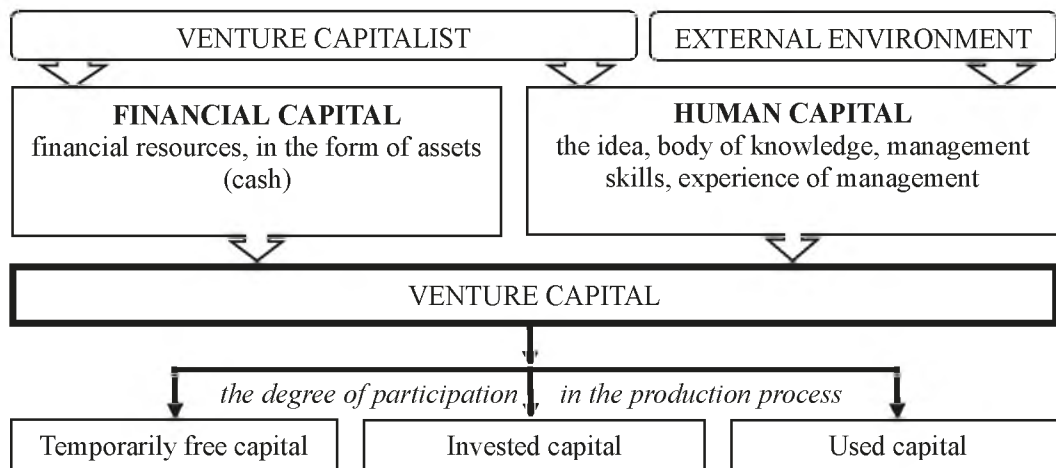 VENTURE CAPITALIST
EXTERNAL ENVIRONMENT
FINANCIAL CAPITAL
financial resources, in the form of assets
(cash)
HUMAN CAPITAL
the idea, body of knowledge, management
skills, experience of management
VENTURE CAPITAL
the degree of participation in the production process
Temporarily free capital
Invested capital
Used capital